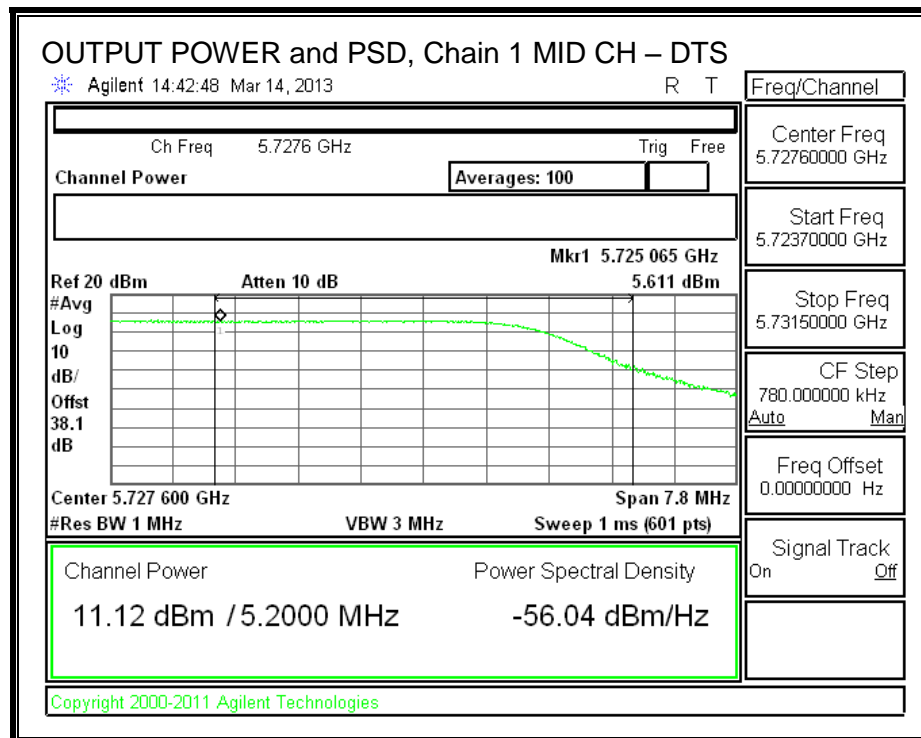 OUTPUT POWER and PSD, Chain 1 MID CH – DTS
Agilent 14:42:48 Mar 14, 2013 R T
Freq/Channel
Ch Freq 5.7276 GHz Trig Free
Channel Power Averages: 100
Mkr1 5.725 065 GHz
Ref 20 dBm Atten 10 dB 5.611 dBm
#Avg
Log
10
dB/
Offst
38.1
dB
1
Center 5.727 600 GHz Span 7.8 MHz
#Res BW 1 MHz VBW 3 MHz Sweep 1 ms (601 pts)
Channel Power Power Spectral Density
11.12 dBm / 5.2000 MHz -56.04 dBm/Hz
Center Freq
5.72760000 GHz
Start Freq
5.72370000 GHz
Stop Freq
5.73150000 GHz
CF Step
780.000000 kHz
Auto Man
Freq Offset
0.00000000 Hz
Signal Track
On Off
Copyright 2000-2011 Agilent Technologies